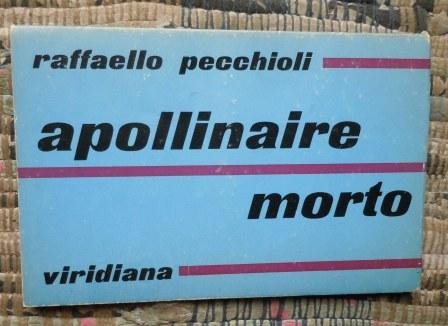 raffaello pecchioli
apollinaire
morto
viridiana